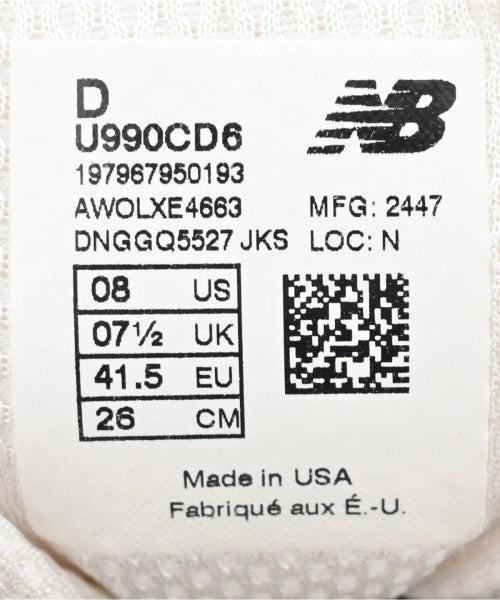 D
U990CD6
197967950193
AWOLXE4663
DNGGQ5527 JKS
NB
MFG: 2447
LOC: N
08 US
07½ UK
41.5 EU
26 CM
Made in USA
Fabriqué aux É.-U.